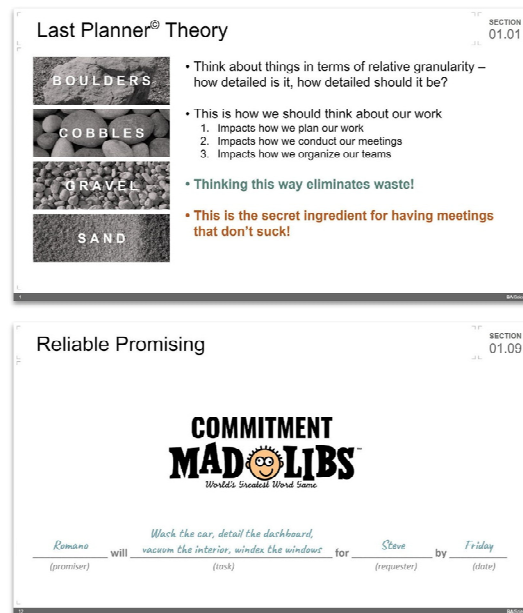 Last Planner© Theory
SECTION
01.01
BOULDERS
COBBLES
GRAVEL
SAND
• Think about things in terms of relative granularity –
how detailed is it, how detailed should it be?
• This is how we should think about our work
1. Impacts how we plan our work
2. Impacts how we conduct our meetings
3. Impacts how we organize our teams
▪ Thinking this way eliminates waste!
▪ This is the secret ingredient for having meetings
that don't suck!
Reliable Promising
SECTION
01.09
COMMITMENT
MAD LIBS
World's Greatest Word Game
Wash the car, detail the dashboard,
Romano will vacuum the interior, windex the windows for Steve by Friday
(promiser) (task) (requester) (date)
12